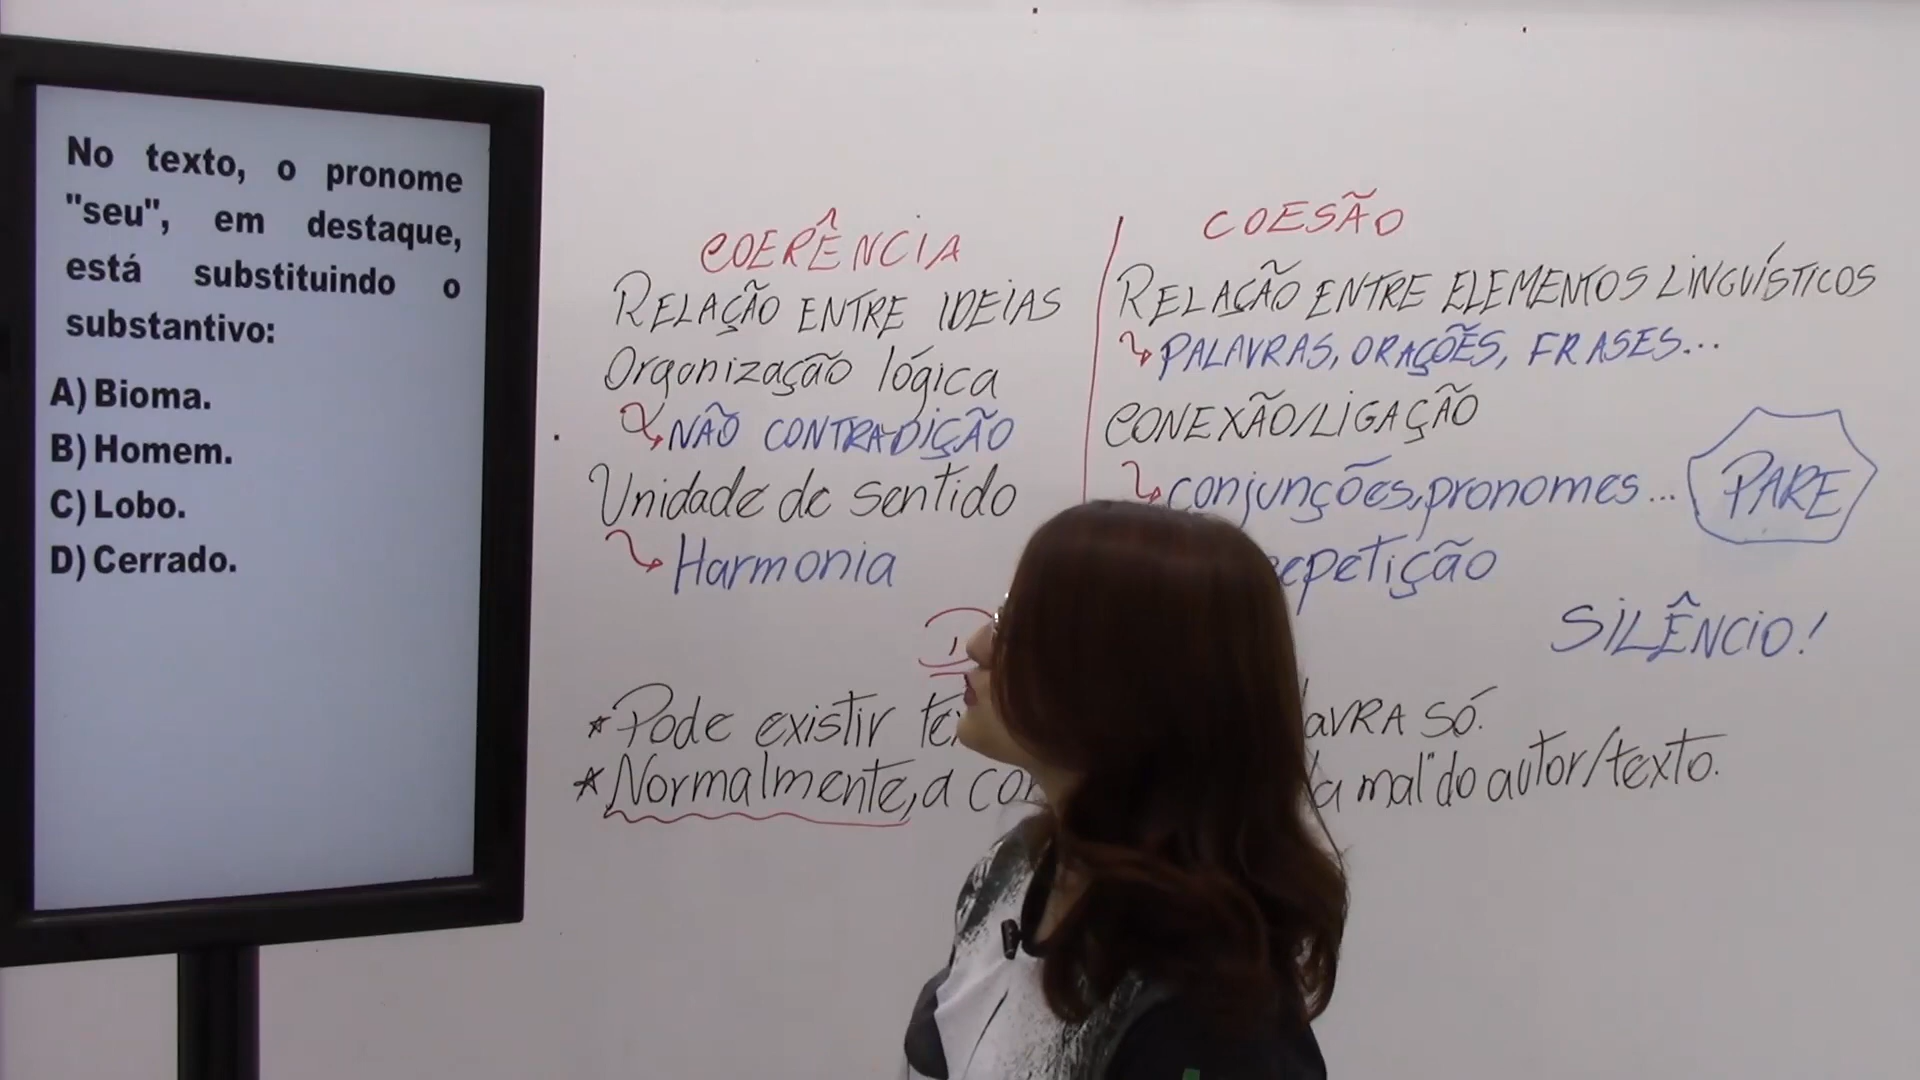 No texto, o pronome
"seu", em destaque,
está substituindo o
substantivo:
A) Bioma.
B) Homem.
C) Lobo.
D) Cerrado.
COERÊNCIA
RELAÇÃO ENTRE IDEIAS
Organização lógica
NÃO CONTRADIÇÃO
Unidade de sentido
Harmonia
COESÃO
RELAÇÃO ENTRE ELEMENTOS LINGUÍSTICOS
PALAVRAS, ORAÇÕES, FRASES...
CONEXÃO/LIGAÇÃO
conjunções, pronomes...
PARE
SILÊNCIO!
* Pode existir SÓ.
* Normalmente, a mal" do autor/texto.